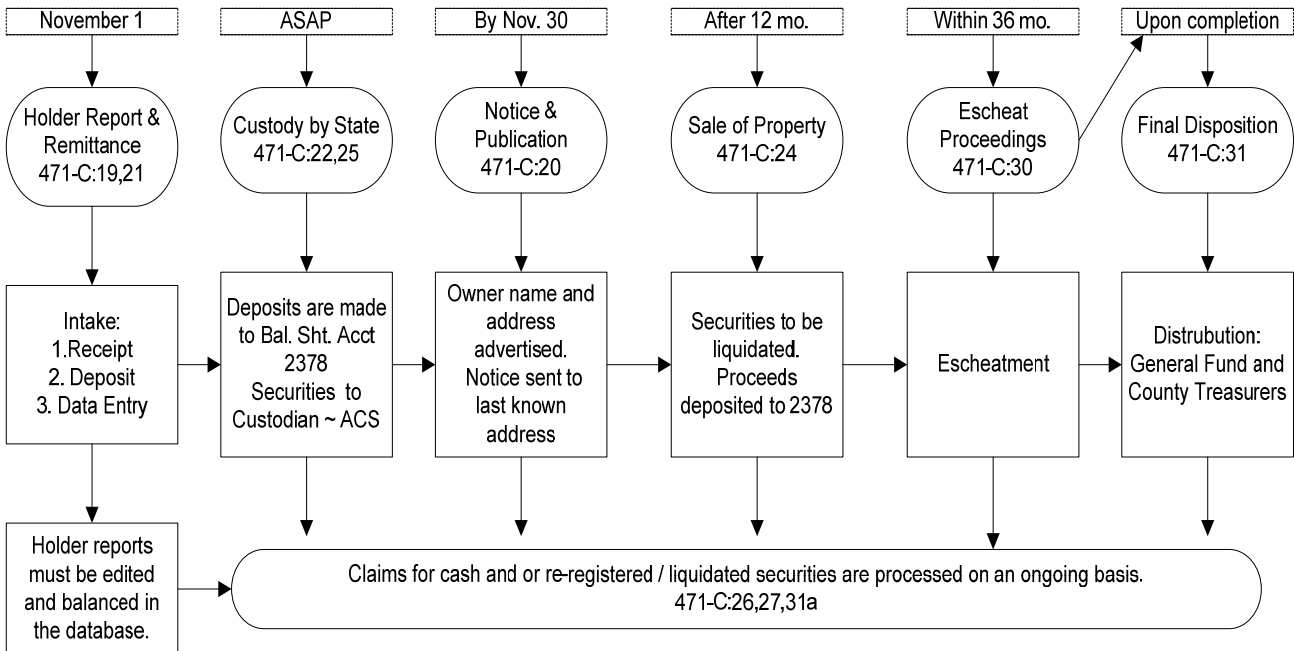 November 1
ASAP
By Nov. 30
After 12 mo.
Within 36 mo.
Upon completion
Holder Report &
Remittance
471-C:19,21
Custody by State
471-C:22,25
Notice &
Publication
471-C:20
Sale of Property
471-C:24
Escheat
Proceedings
471-C:30
Final Disposition
471-C:31
Intake:
1.Receipt
2. Deposit
3. Data Entry
Deposits are made
to Bal. Sht. Acct
2378
Securities to
Custodian ~ ACS
Owner name and
address
advertised.
Notice sent to
last known
address
Securities to be
liquidated.
Proceeds
deposited to 2378
Escheatment
Distrubution:
General Fund and
County Treasurers
Holder reports
must be edited
and balanced in
the database.
Claims for cash and or re-registered / liquidated securities are processed on an ongoing basis.
471-C:26,27,31a